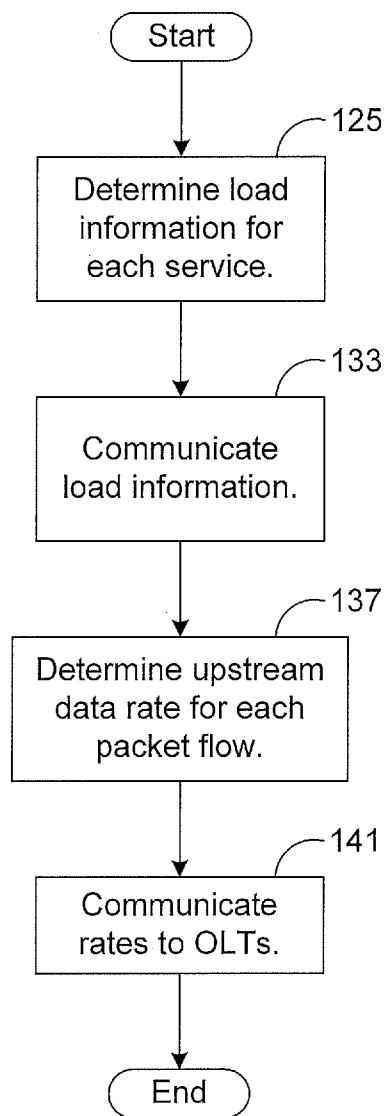 Start
125
Determine load
information for
each service.
133
Communicate
load information.
137
Determine upstream
data rate for each
packet flow.
141
Communicate
rates to OLTs.
End